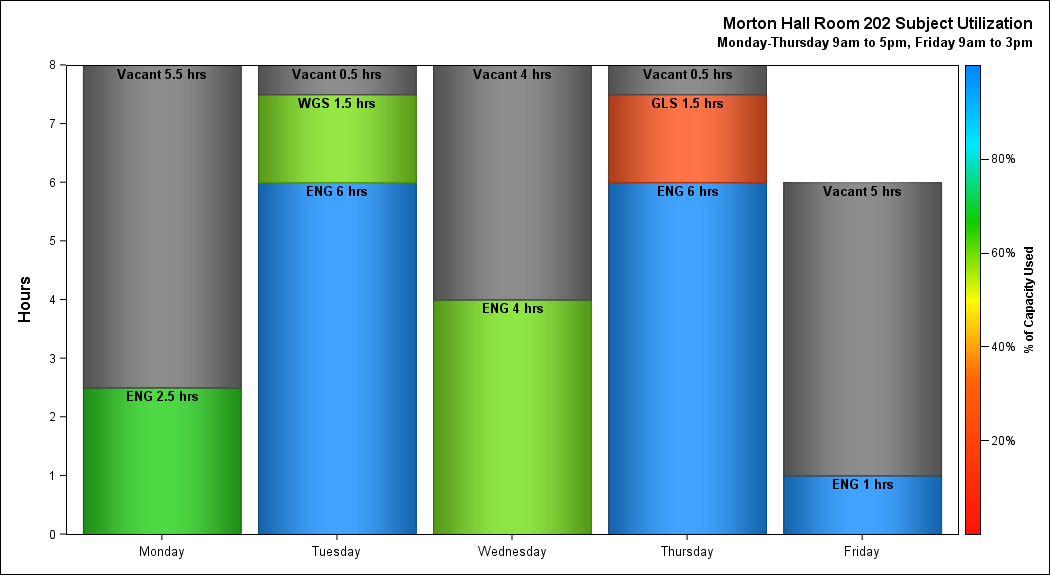 Morton Hall Room 202 Subject Utilization
Monday-Thursday 9am to 5pm, Friday 9am to 3pm
8
7
6
5
4
3
2
1
0
Hours
Vacant 5.5 hrs
ENG 2.5 hrs
Vacant 0.5 hrs
WGS 1.5 hrs
ENG 6 hrs
Vacant 4 hrs
ENG 4 hrs
Vacant 0.5 hrs
GLS 1.5 hrs
ENG 6 hrs
Vacant 5 hrs
ENG 1 hrs
Monday
Tuesday
Wednesday
Thursday
Friday
80%
60%
40%
20%
% of Capacity Used